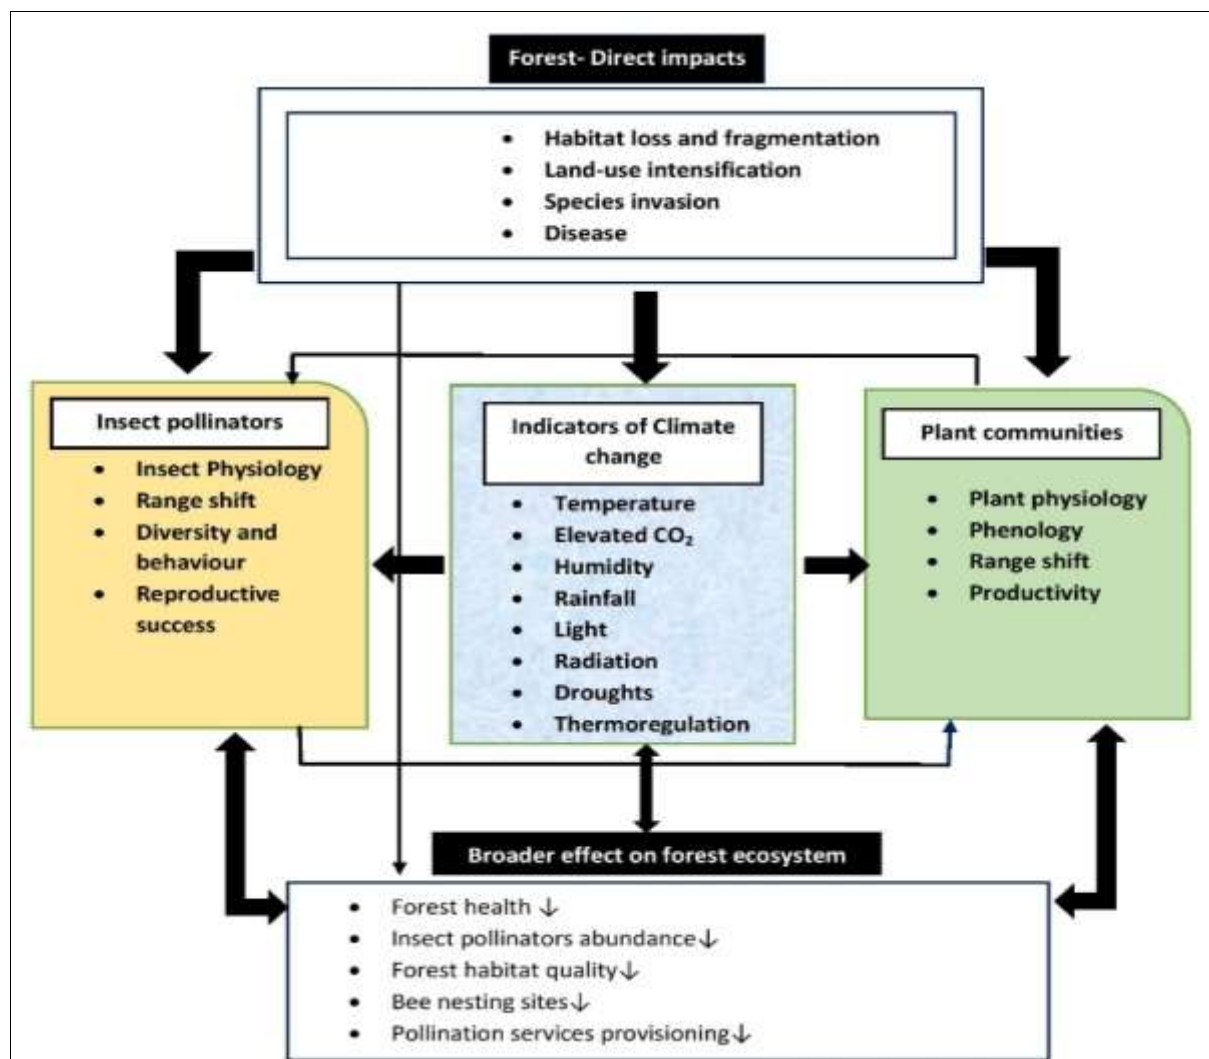 Forest- Direct impacts
• Habitat loss and fragmentation
• Land-use intensification
• Species invasion
• Disease
Insect pollinators
• Insect Physiology
• Range shift
• Diversity and
behaviour
• Reproductive
success
Indicators of Climate
change
• Temperature
• Elevated CO₂
• Humidity
• Rainfall
• Light
• Radiation
• Droughts
• Thermoregulation
Plant communities
• Plant physiology
• Phenology
• Range shift
• Productivity
Broader effect on forest ecosystem
• Forest health ↓
• Insect pollinators abundance↓
• Forest habitat quality↓
• Bee nesting sites↓
• Pollination services provisioning↓